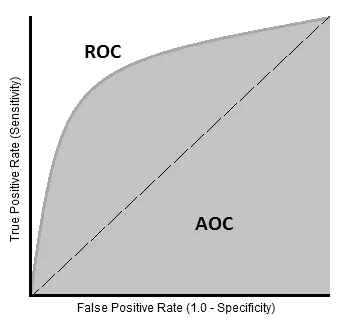 ROC
True Positive Rate (Sensitivity)
AOC
False Positive Rate (1.0 - Specificity)